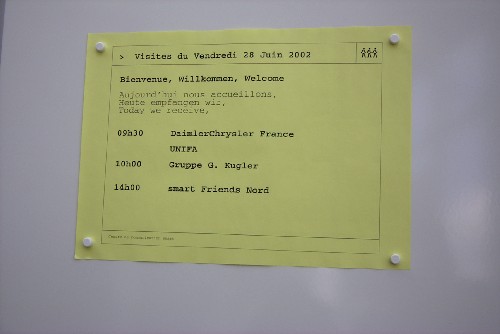 > Visites du Vendredi 28 Juin 2002
Bienvenue, Willkommen, Welcome
Aujourd'hui nous accueillons,
Heute empfangen wir,
Today we receive,
09h30 DaimlerChrysler France
UNIFA
10h00 Gruppe G. Kugler
14h00 smart Friends Nord